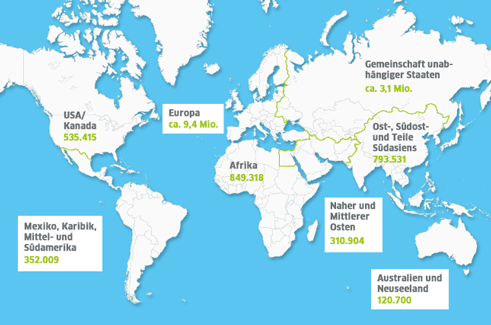 Gemeinschaft unab-
hängiger Staaten
ca. 3,1 Mio.
USA/
Kanada
535.415
Europa
ca. 9,4 Mio.
Ost-, Südost-
und Teile
Südasiens
793.531
Afrika
849.318
Naher und
Mittlerer
Osten
310.904
Mexiko, Karibik,
Mittel- und
Südamerika
352.009
Australien und
Neuseeland
120.700